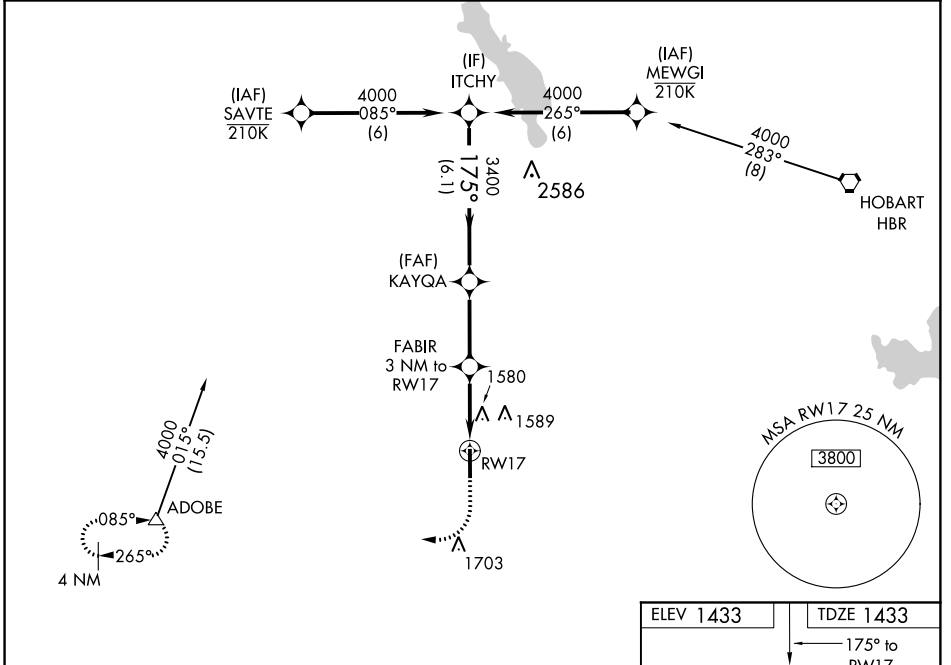 (IF)
ITCHY
(IAF)
MEWGI
210K
(IAF)
SAVTE
210K
4000
085°
(6)
4000
265°
(6)
4000
283°
(8)
HOBART
HBR
3400
175°
(6.1)
2586
(FAF)
KAYQA
FABIR
3 NM to
RW17
1580
1589
RW17
1703
4000
015°
(15.5)
ADOBE
085°
265°
4 NM
MSA RW17 25 NM
3800
ELEV 1433
TDZE 1433
175° to
RW17